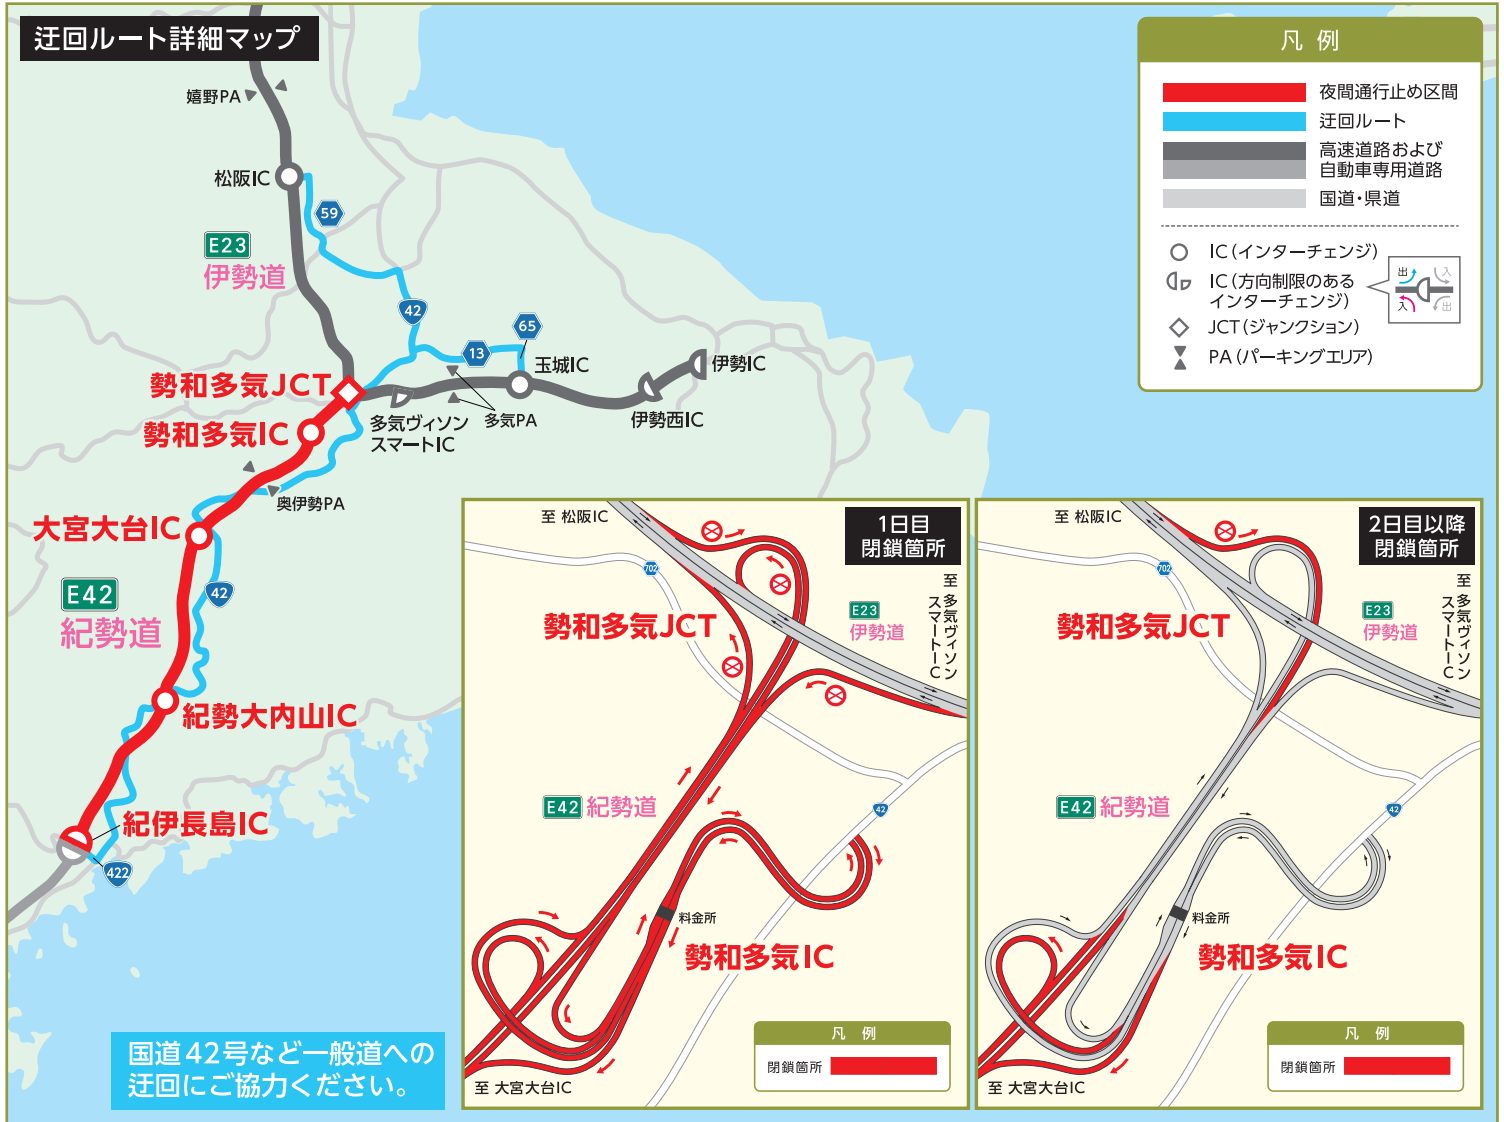 迂回ルート詳細マップ
嬉野PA
松阪IC
59
E23
伊勢道
42
65
13
玉城IC
伊勢IC
勢和多気JCT
多気ヴィソン
スマートIC
多気PA
伊勢西IC
勢和多気IC
奥伊勢PA
大宮大台IC
42
E42
紀勢道
紀勢大内山IC
紀伊長島IC
422
国道42号など一般道への
迂回にご協力ください。
凡 例
夜間通行止め区間
迂回ルート
高速道路および
自動車専用道路
国道・県道
IC(インターチェンジ)
IC(方向制限のある
インターチェンジ)
出
入
入
出
JCT(ジャンクション)
PA(パーキングエリア)
至 松阪IC
1日目
閉鎖箇所
702
至 多気ヴィソン
スマートIC
E23
伊勢道
勢和多気JCT
E42 紀勢道
42
料金所
勢和多気IC
至 大宮大台IC
凡 例
閉鎖箇所
至 松阪IC
2日目以降
閉鎖箇所
702
至 多気ヴィソン
スマートIC
E23
伊勢道
勢和多気JCT
E42 紀勢道
42
料金所
勢和多気IC
至 大宮大台IC
凡 例
閉鎖箇所